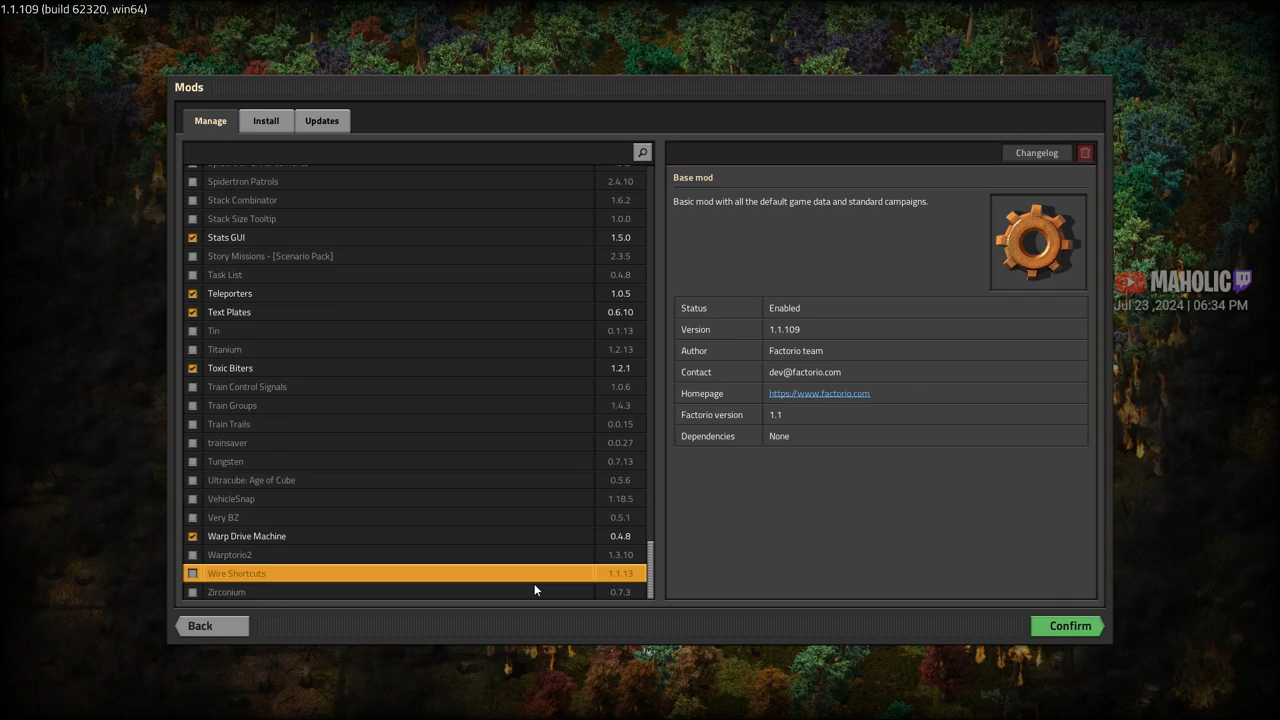 1.1.109 (build 62320, win64)
Mods
Manage
Install
Updates
Spidertron Patrols 2.4.10
Stack Combinator 1.6.2
Stack Size Tooltip 1.0.0
Stats GUI 1.5.0
Story Missions - [Scenario Pack] 2.3.5
Task List 0.4.8
Teleporters 1.0.5
Text Plates 0.6.10
Tin 0.1.13
Titanium 1.2.13
Toxic Biters 1.2.1
Train Control Signals 1.0.6
Train Groups 1.4.3
Train Trails 0.0.15
trainsaver 0.0.27
Tungsten 0.7.13
Ultracube: Age of Cube 0.5.6
VehicleSnap 1.18.5
Very BZ 0.5.1
Warp Drive Machine 0.4.8
Warptorio2 1.3.10
Wire Shortcuts 1.1.13
Zirconium 0.7.3
Changelog
Base mod
Basic mod with all the default game data and standard campaigns.
Status Enabled
Version 1.1.109
Author Factorio team
Contact dev@factorio.com
Homepage https://www.factorio.com
Factorio version 1.1
Dependencies None
Back
Confirm
MAHOLIC
Jul 23 ,2024 | 06:34 PM